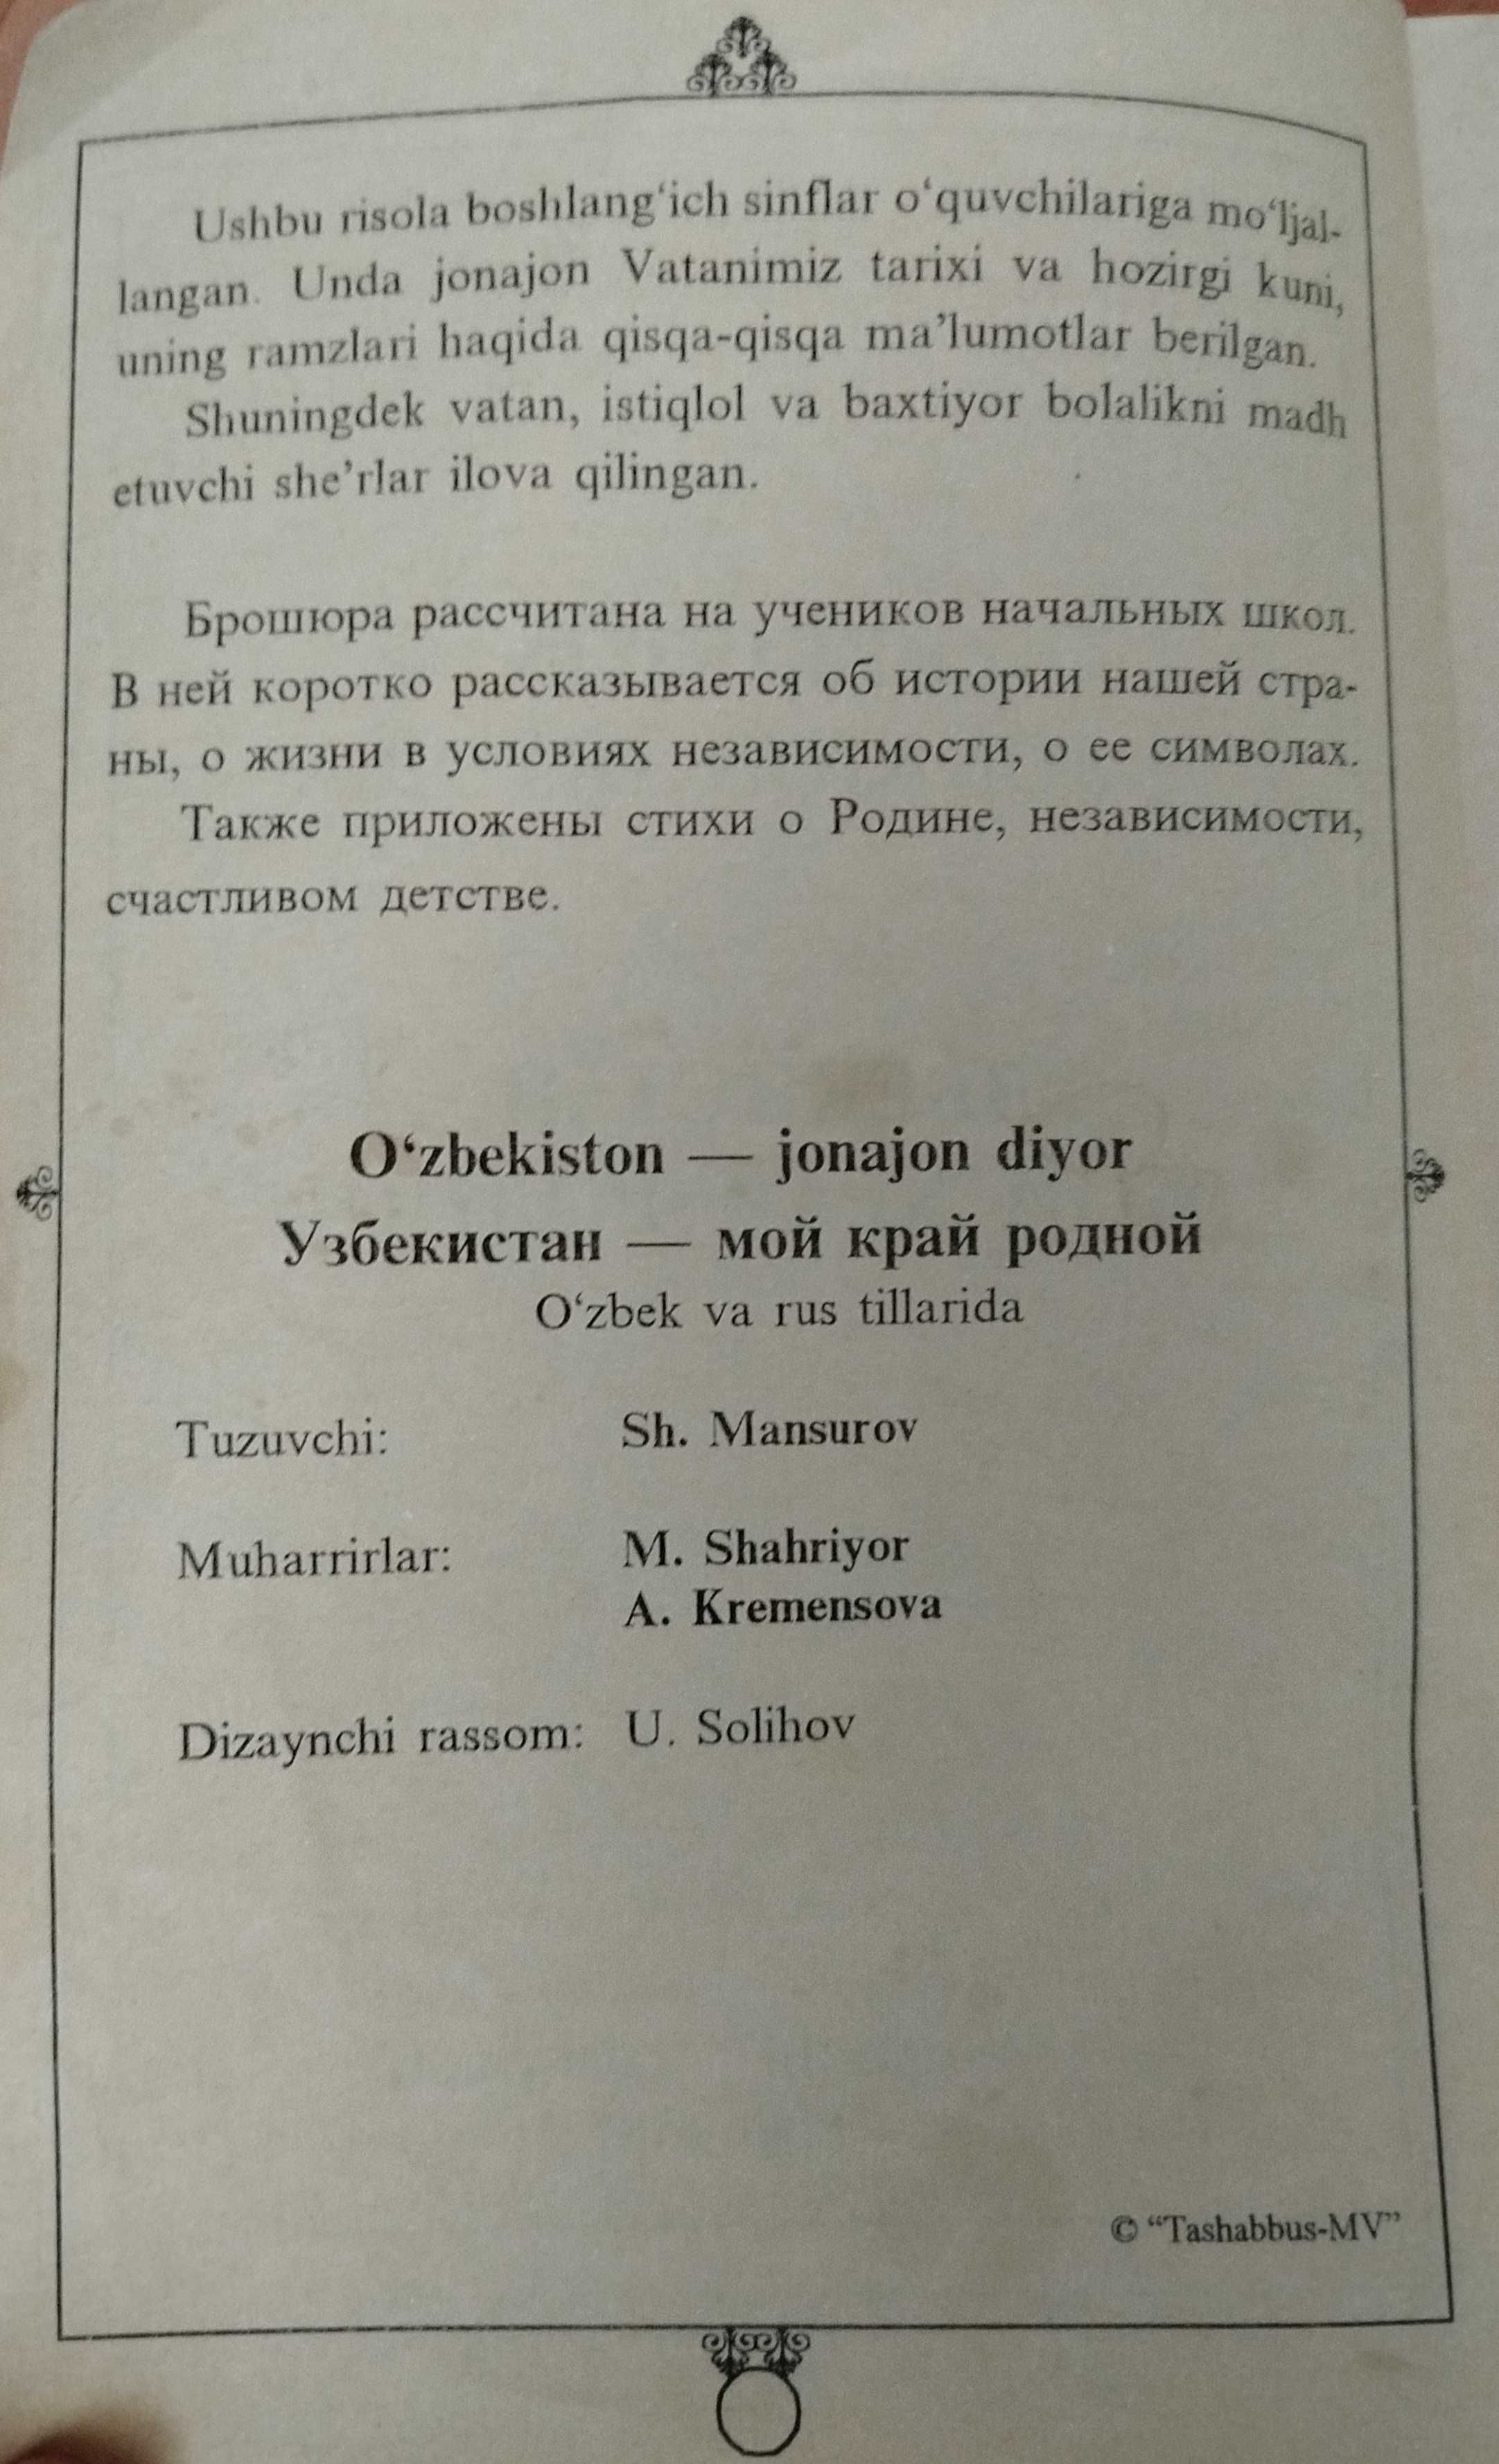 Ushbu risola boshlang‘ich sinflar o‘quvchilariga mo‘ljal-
langan. Unda jonajon Vatanimiz tarixi va hozirgi kuni,
uning ramzlari haqida qisqa-qisqa ma’lumotlar berilgan.
Shuningdek vatan, istiqlol va baxtiyor bolalikni madh
etuvchi she’rlar ilova qilingan.
Брошюра рассчитана на учеников начальных школ.
В ней коротко рассказывается об истории нашей стра-
ны, о жизни в условиях независимости, о ее символах.
Также приложены стихи о Родине, независимости,
счастливом детстве.
O‘zbekiston — jonajon diyor
Узбекистан — мой край родной
O‘zbek va rus tillarida
Tuzuvchi: Sh. Mansurov
Muharrirlar: M. Shahriyor
A. Kremensova
Dizaynchi rassom: U. Solihov
© “Tashabbus-MV”